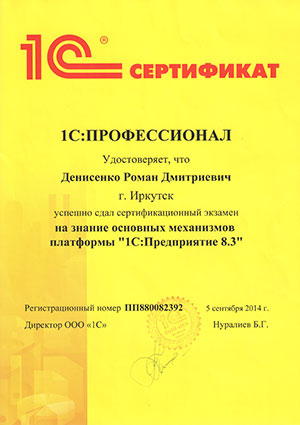 1С СЕРТИФИКАТ
1С:ПРОФЕССИОНАЛ
Удостоверяет, что
Денисенко Роман Дмитриевич
г. Иркутск
успешно сдал сертификационный экзамен
на знание основных механизмов
платформы "1С:Предприятие 8.3"
Регистрационный номер ПП880082392 5 сентября 2014 г.
Директор ООО «1С» Нуралиев Б.Г.